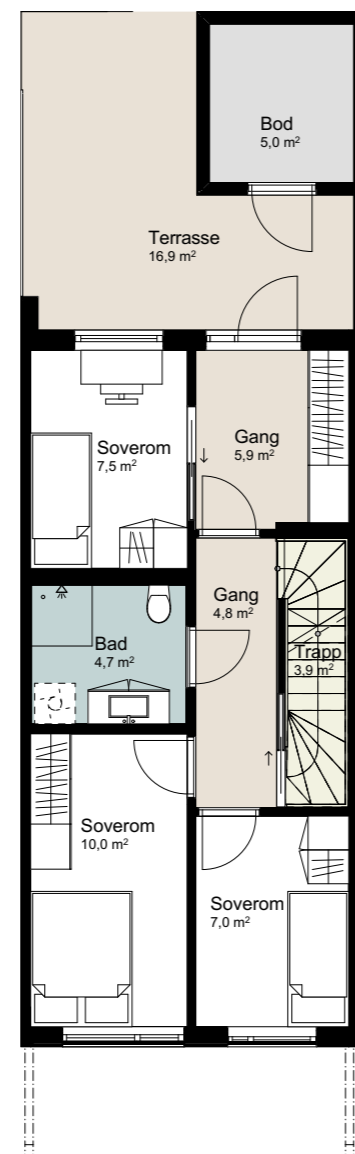 Bod
5,0 m²
Terrasse
16,9 m²
Soverom
7,5 m²
Gang
5,9 m²
Gang
4,8 m²
Bad
4,7 m²
Trapp
3,9 m²
Soverom
10,0 m²
Soverom
7,0 m²